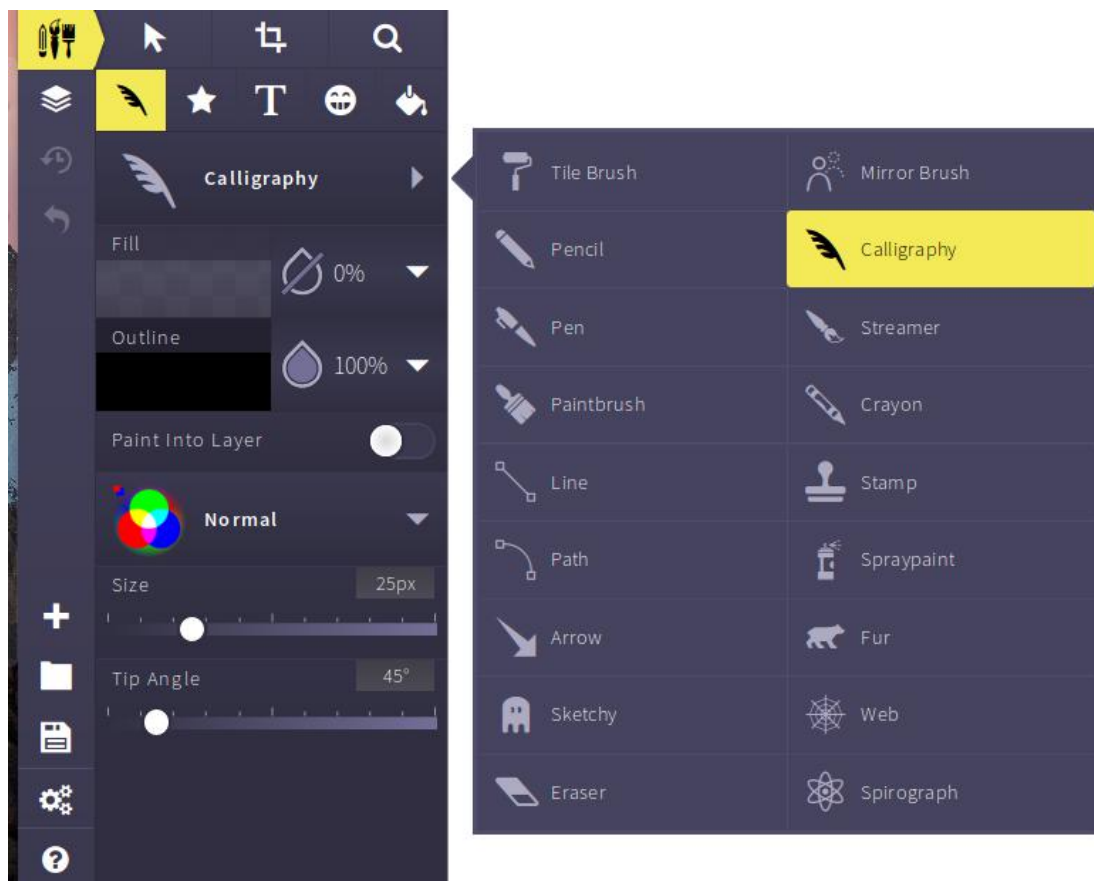 T
Calligraphy
Fill
0%
Outline
100%
Paint Into Layer
Normal
Size 25px
Tip Angle 45°
?
Tile Brush Mirror Brush
Pencil Calligraphy
Pen Streamer
Paintbrush Crayon
Line Stamp
Path Spraypaint
Arrow Fur
Sketchy Web
Eraser Spirograph